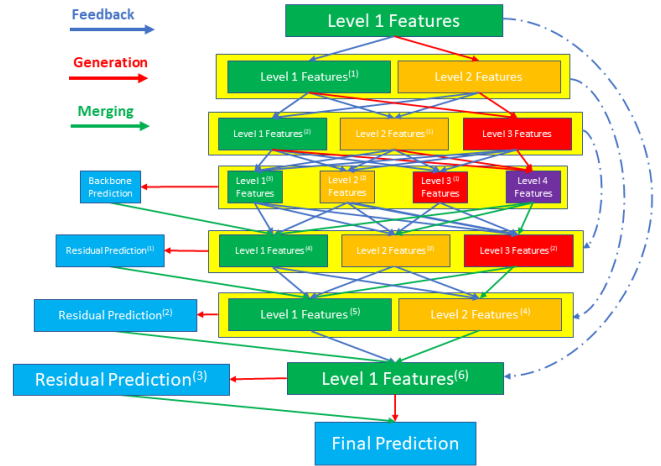 Feedback
Level 1 Features
Generation
Level 1 Features(1)
Level 2 Features
Merging
Level 1 Features(2)
Level 2 Features(1)
Level 3 Features
Backbone
Prediction
Level 1(3)
Features
Level 2(2)
Features
Level 3(1)
Features
Level 4
Features
Residual Prediction(1)
Level 1 Features(4)
Level 2 Features(3)
Level 3 Features(2)
Residual Prediction(2)
Level 1 Features(5)
Level 2 Features(4)
Residual Prediction(3)
Level 1 Features(6)
Final Prediction